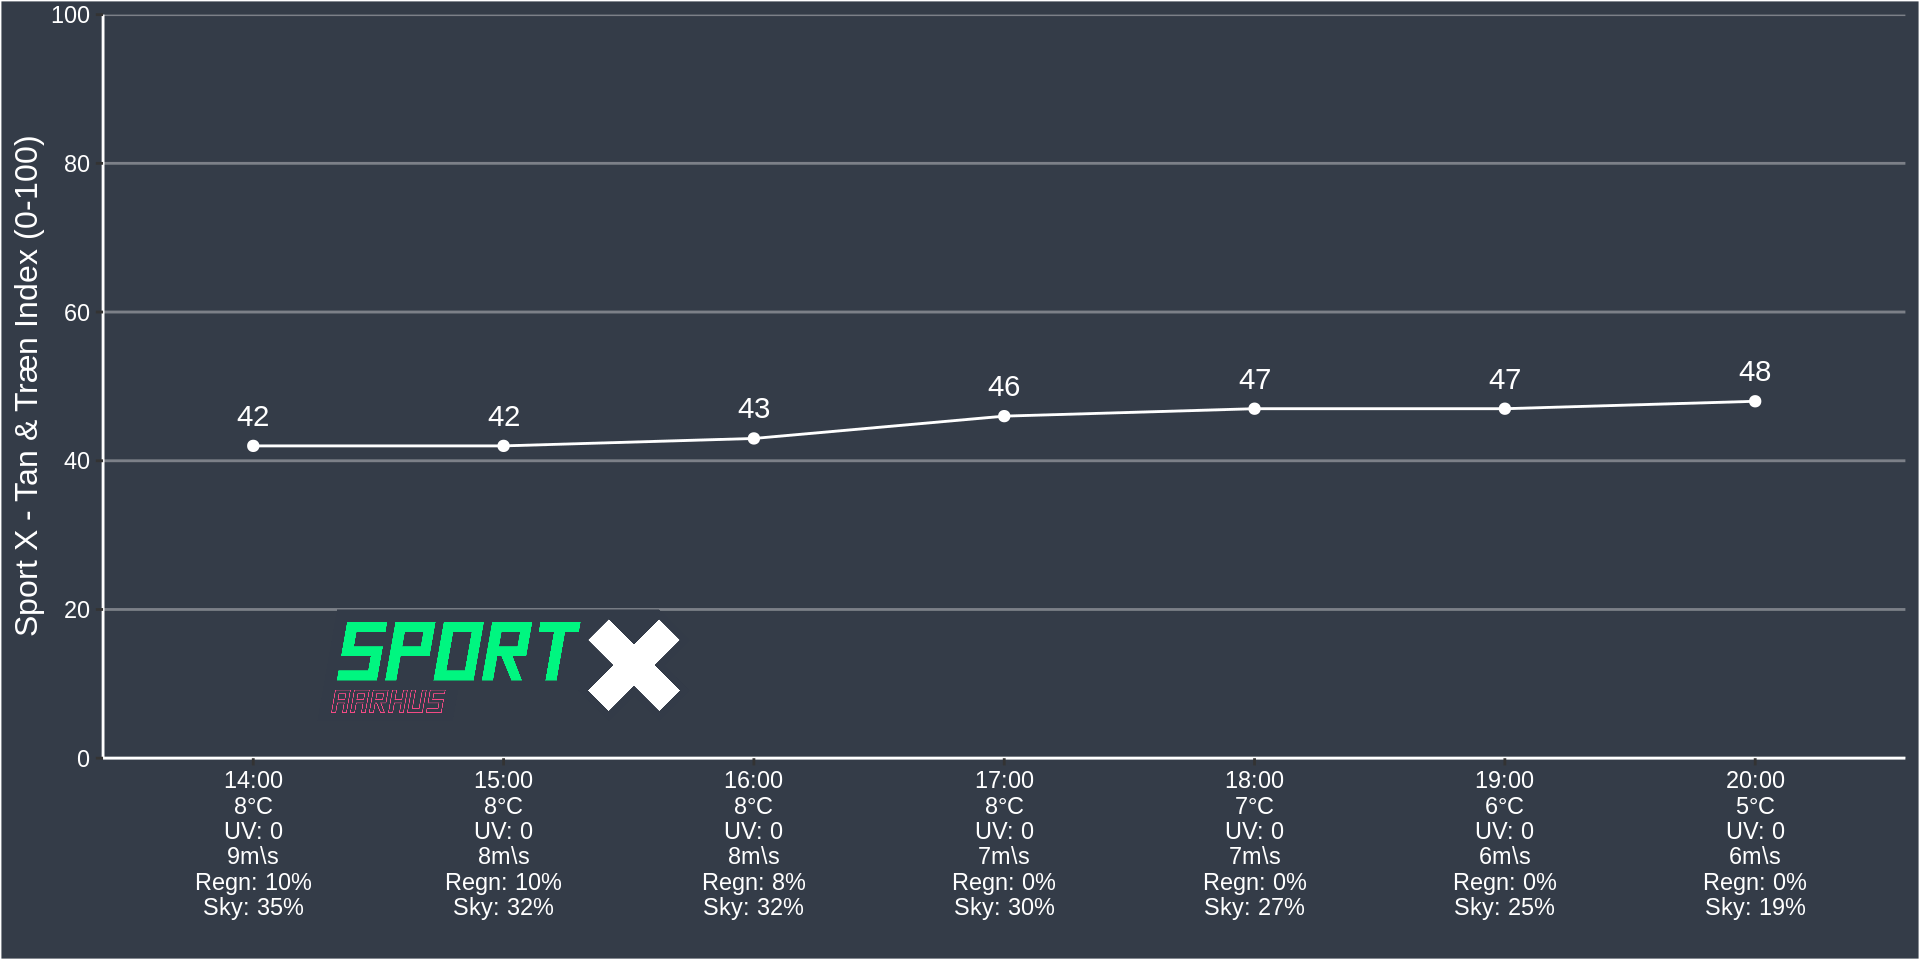 Sport X - Tan & Træn Index (0-100)
100
80
60
40
20
0
42
42
43
46
47
47
48
SPORT X
AARHUS
14:00
8°C
UV: 0
9m\s
Regn: 10%
Sky: 35%
15:00
8°C
UV: 0
8m\s
Regn: 10%
Sky: 32%
16:00
8°C
UV: 0
8m\s
Regn: 8%
Sky: 32%
17:00
8°C
UV: 0
7m\s
Regn: 0%
Sky: 30%
18:00
7°C
UV: 0
7m\s
Regn: 0%
Sky: 27%
19:00
6°C
UV: 0
6m\s
Regn: 0%
Sky: 25%
20:00
5°C
UV: 0
6m\s
Regn: 0%
Sky: 19%